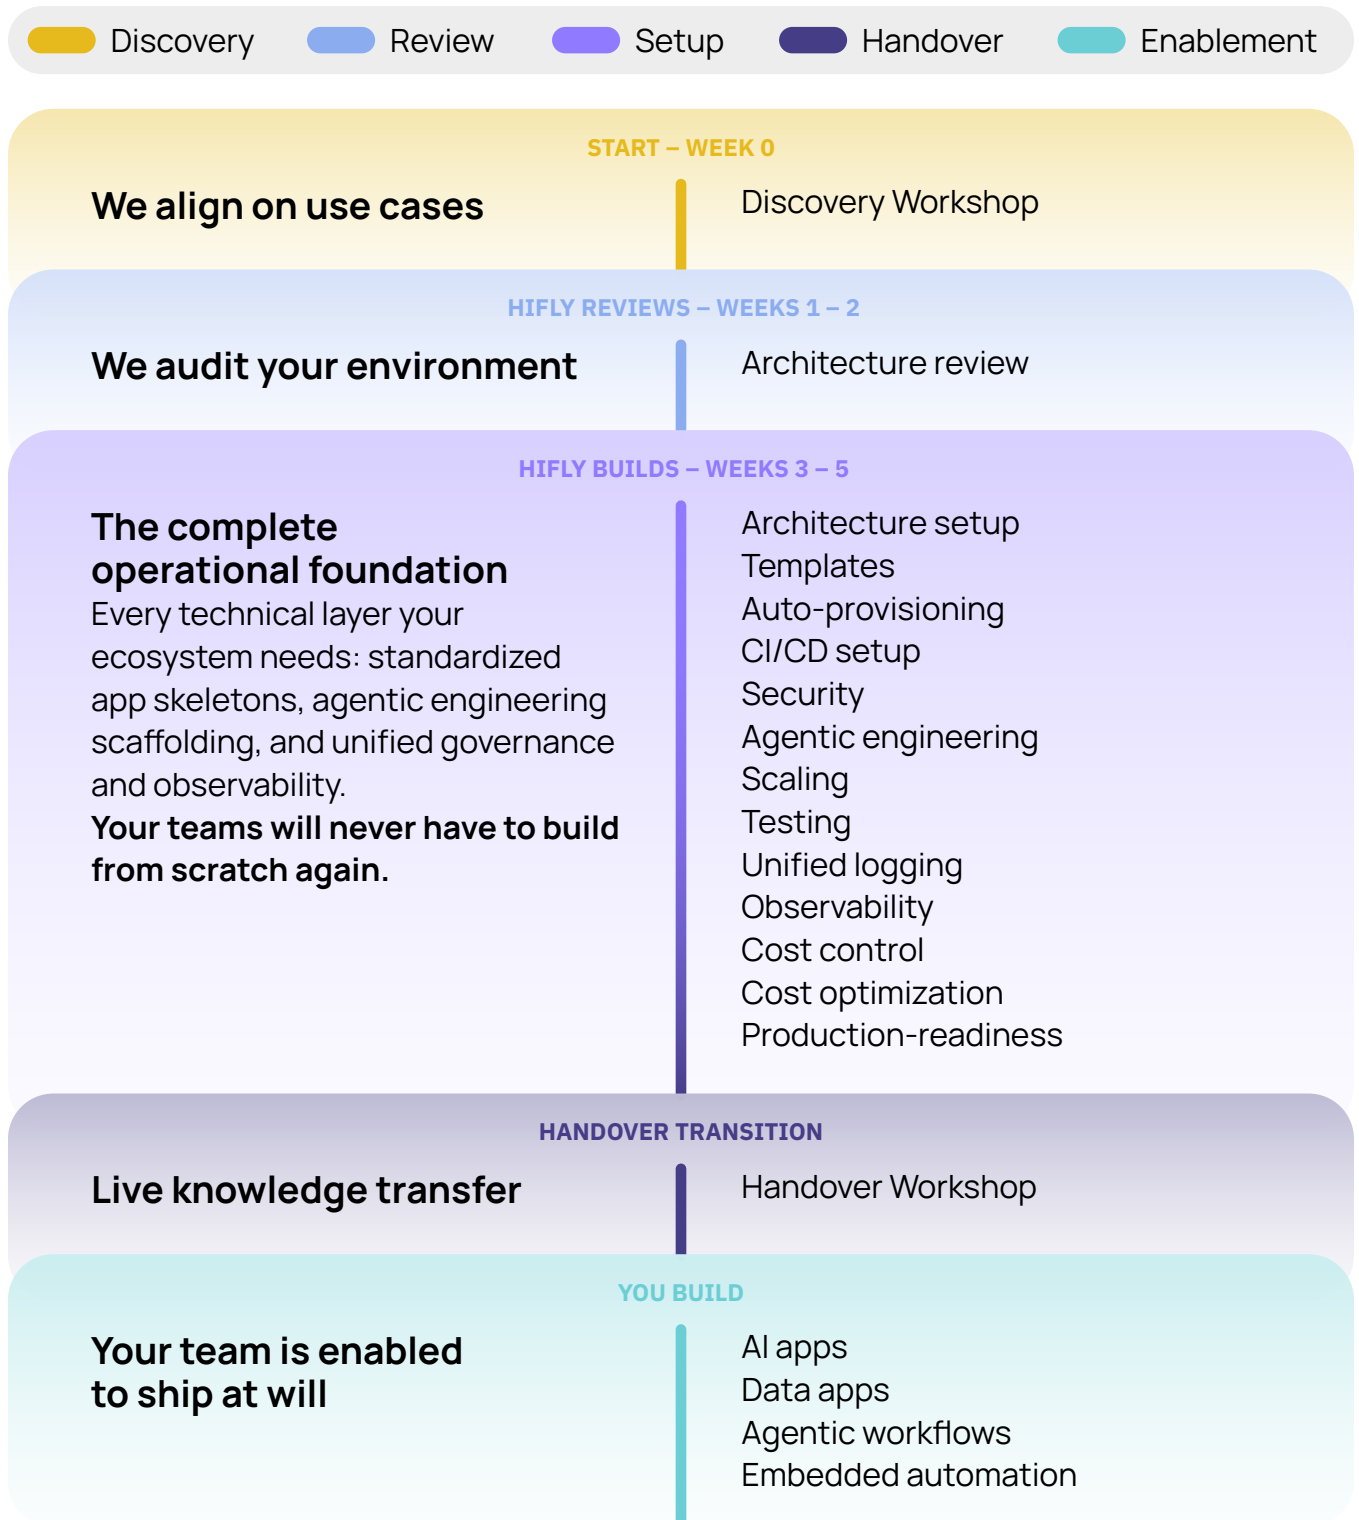 Discovery
Review
Setup
Handover
Enablement
START – WEEK 0
We align on use cases
Discovery Workshop
HIFLY REVIEWS – WEEKS 1 – 2
We audit your environment
Architecture review
HIFLY BUILDS – WEEKS 3 – 5
The complete
operational foundation
Every technical layer your
ecosystem needs: standardized
app skeletons, agentic engineering
scaffolding, and unified governance
and observability.
Your teams will never have to build
from scratch again.
Architecture setup
Templates
Auto-provisioning
CI/CD setup
Security
Agentic engineering
Scaling
Testing
Unified logging
Observability
Cost control
Cost optimization
Production-readiness
HANDOVER TRANSITION
Live knowledge transfer
Handover Workshop
YOU BUILD
Your team is enabled
to ship at will
AI apps
Data apps
Agentic workflows
Embedded automation